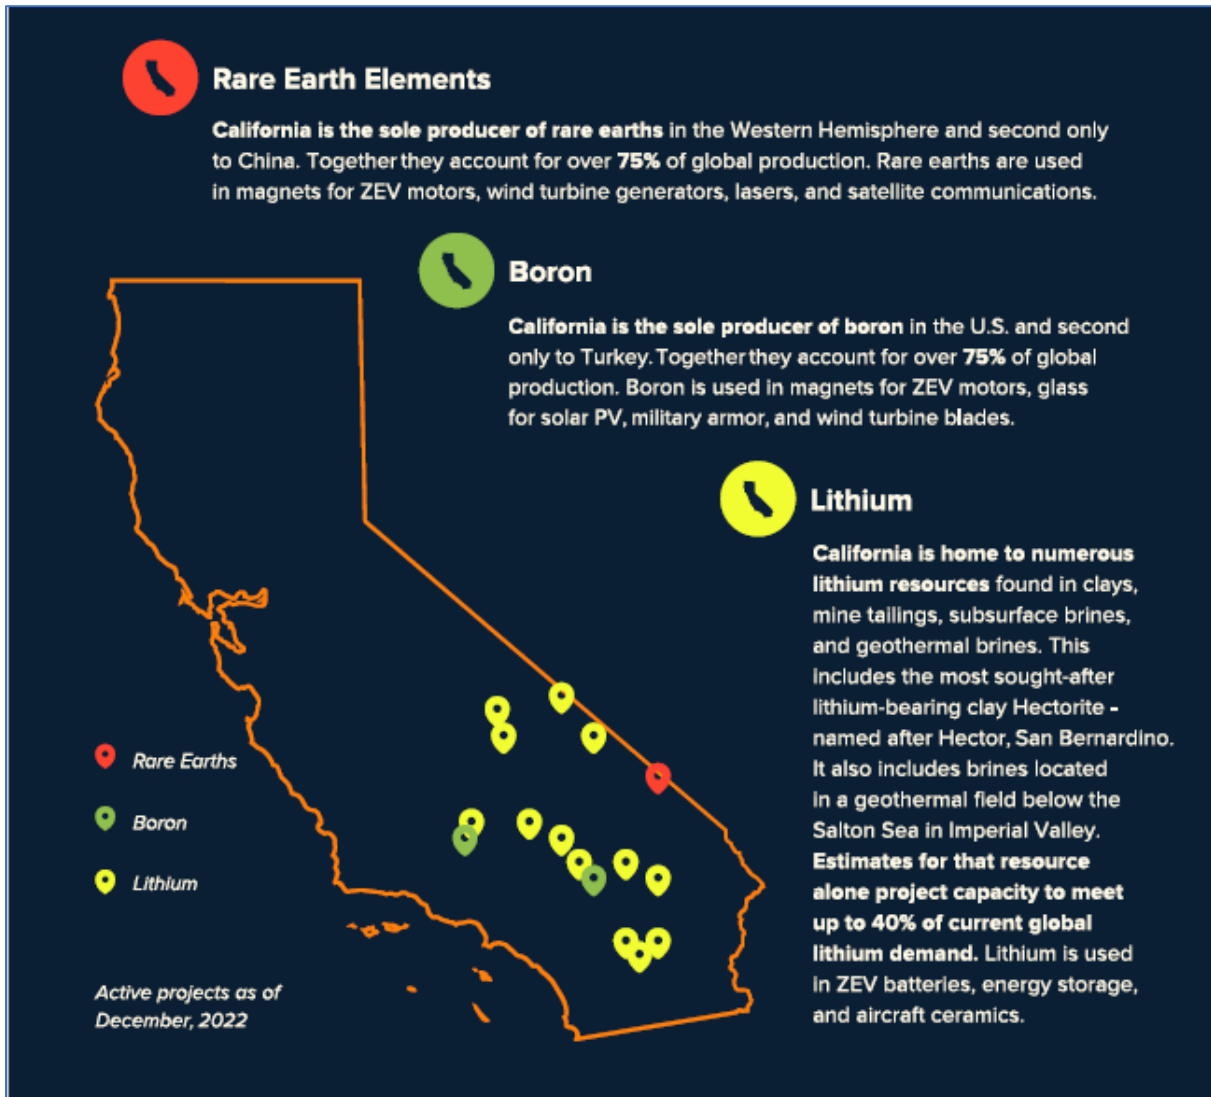 Rare Earth Elements
California is the sole producer of rare earths in the Western Hemisphere and second only
to China. Together they account for over 75% of global production. Rare earths are used
in magnets for ZEV motors, wind turbine generators, lasers, and satellite communications.
Boron
California is the sole producer of boron in the U.S. and second
only to Turkey. Together they account for over 75% of global
production. Boron is used in magnets for ZEV motors, glass
for solar PV, military armor, and wind turbine blades.
Lithium
California is home to numerous
lithium resources found in clays,
mine tailings, subsurface brines,
and geothermal brines. This
includes the most sought-after
lithium-bearing clay Hectorite -
named after Hector, San Bernardino.
It also includes brines located
in a geothermal field below the
Salton Sea in Imperial Valley.
Estimates for that resource
alone project capacity to meet
up to 40% of current global
lithium demand. Lithium is used
in ZEV batteries, energy storage,
and aircraft ceramics.
Rare Earths
Boron
Lithium
Active projects as of
December, 2022